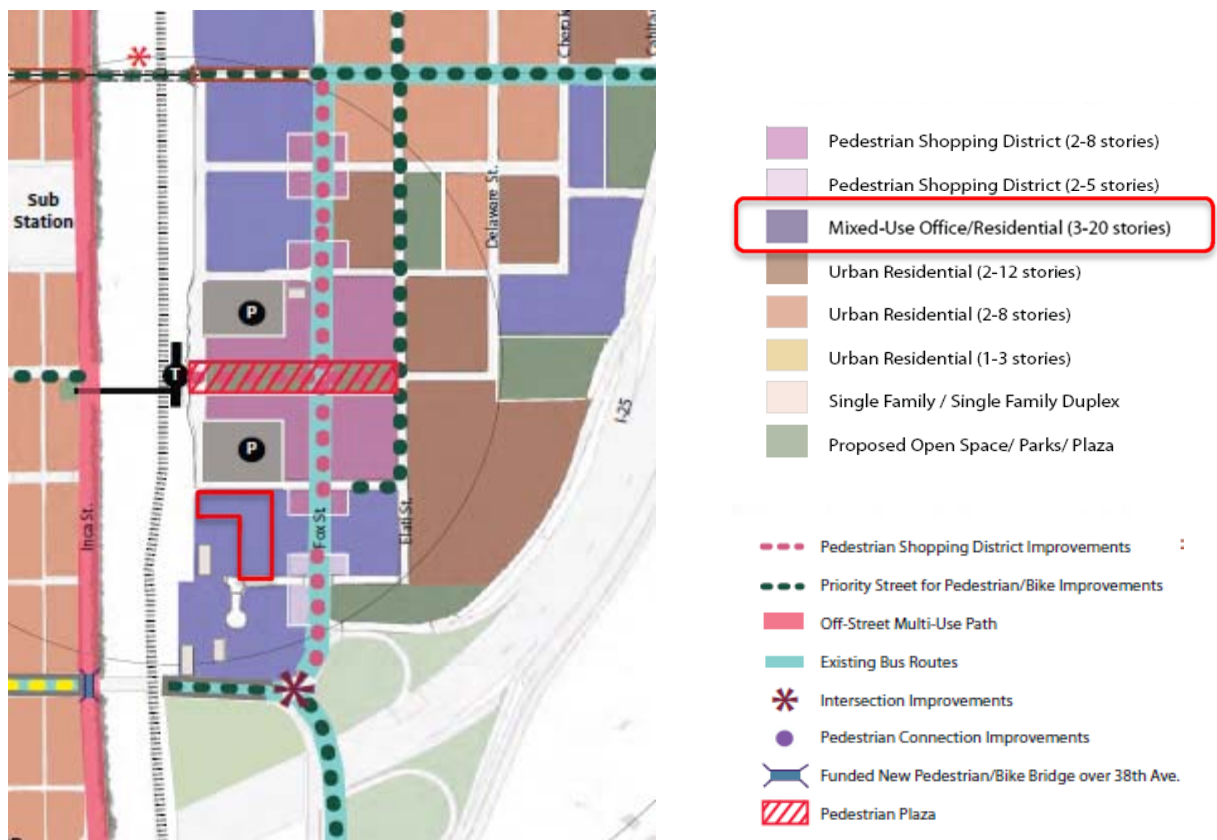 Cherok
Sub
Station
Delaware St.
P
T
I-25
P
Inca St.
Fox St.
Elati St.
Pedestrian Shopping District (2-8 stories)
Pedestrian Shopping District (2-5 stories)
Mixed-Use Office/Residential (3-20 stories)
Urban Residential (2-12 stories)
Urban Residential (2-8 stories)
Urban Residential (1-3 stories)
Single Family / Single Family Duplex
Proposed Open Space/ Parks/ Plaza
Pedestrian Shopping District Improvements
Priority Street for Pedestrian/Bike Improvements
Off-Street Multi-Use Path
Existing Bus Routes
Intersection Improvements
Pedestrian Connection Improvements
Funded New Pedestrian/Bike Bridge over 38th Ave.
Pedestrian Plaza